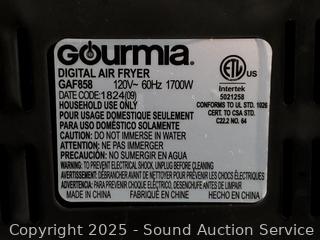 GOURMIA
DIGITAL AIR FRYER
GAF858 120V~ 60Hz 1700W
DATE CODE: 1824(09)
HOUSEHOLD USE ONLY
POUR USAGE DOMESTIQUE SEULEMENT
PARA USO DOMÉSTICO SOLAMENTE
CAUTION: DO NOT IMMERSE IN WATER
ATTENTION: NE PAS IMMERGER
PRECAUCIÓN: NO SUMERGIR EN AGUA
WARNING: TO PREVENT ELECTRICAL SHOCK, UNPLUG BEFORE CLEANING
AVERTISSEMENT: DÉBRANCHER AVANT DE NETTOYER POUR PRÉVENIR LES DÉCHARGES ÉLECTRIQUES
ADVERTENCIA: PARA PREVENIR CHOQUE ELÉCTRICO, DESENCHUFE ANTES DE LIMPIAR
MADE IN CHINA FABRIQUÉ EN CHINE HECHO EN CHINA
ETL
c us
Intertek
5021258
CONFORMS TO UL STD. 1026
CERT. TO CSA STD.
C22.2 NO. 64
Copyright 2025 - Sound Auction Service